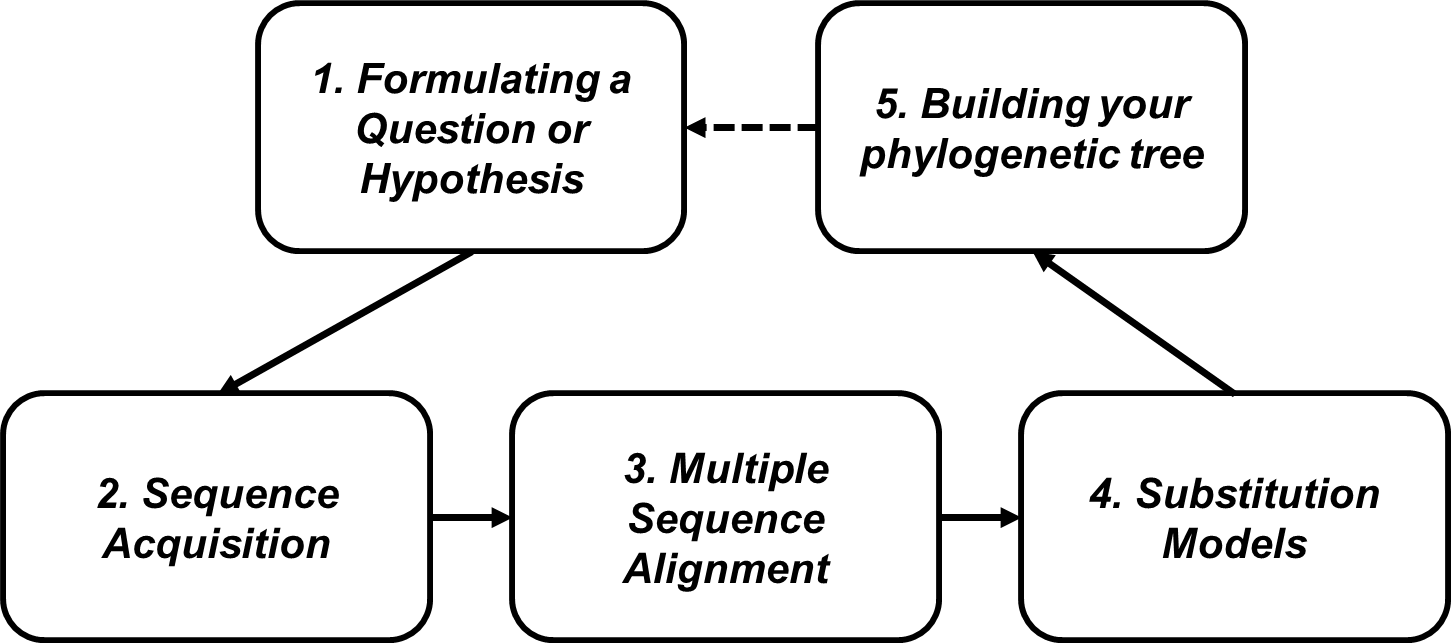 1. Formulating a
Question or
Hypothesis
5. Building your
phylogenetic tree
2. Sequence
Acquisition
3. Multiple
Sequence
Alignment
4. Substitution
Models